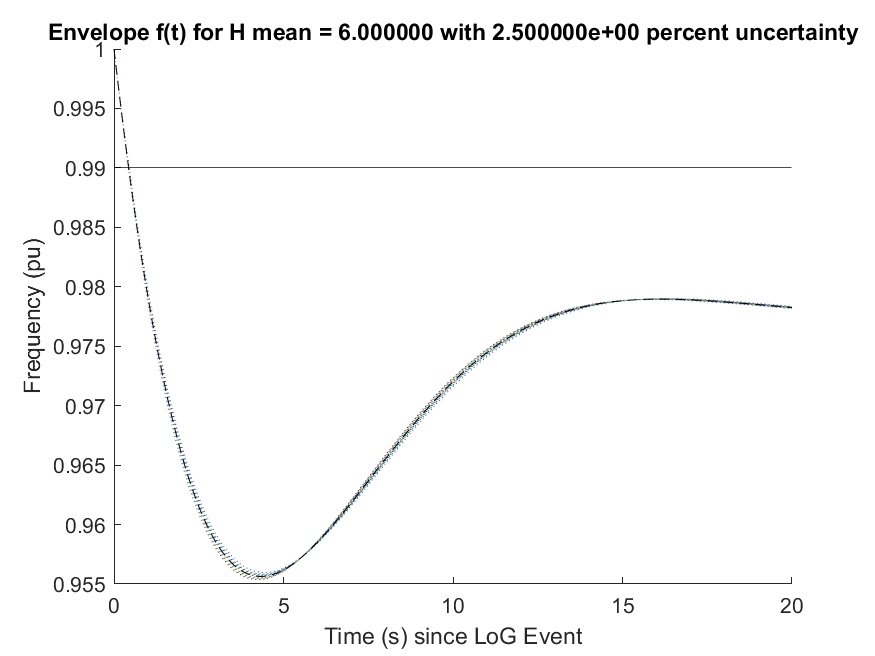 Envelope f(t) for H mean = 6.000000 with 2.500000e+00 percent uncertainty
1
0.995
0.99
0.985
0.98
0.975
0.97
0.965
0.96
0.955
Frequency (pu)
0 5 10 15 20
Time (s) since LoG Event